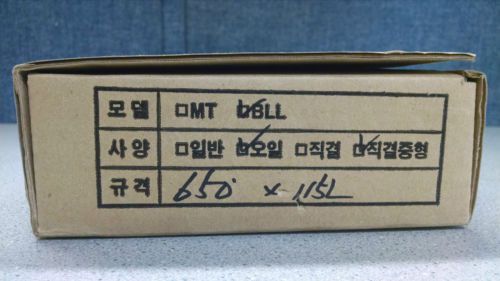 모델 □MT ☑BLL
사양 □일반 ☑오일 □직결 ☑직결중형
규격 650 x 115L